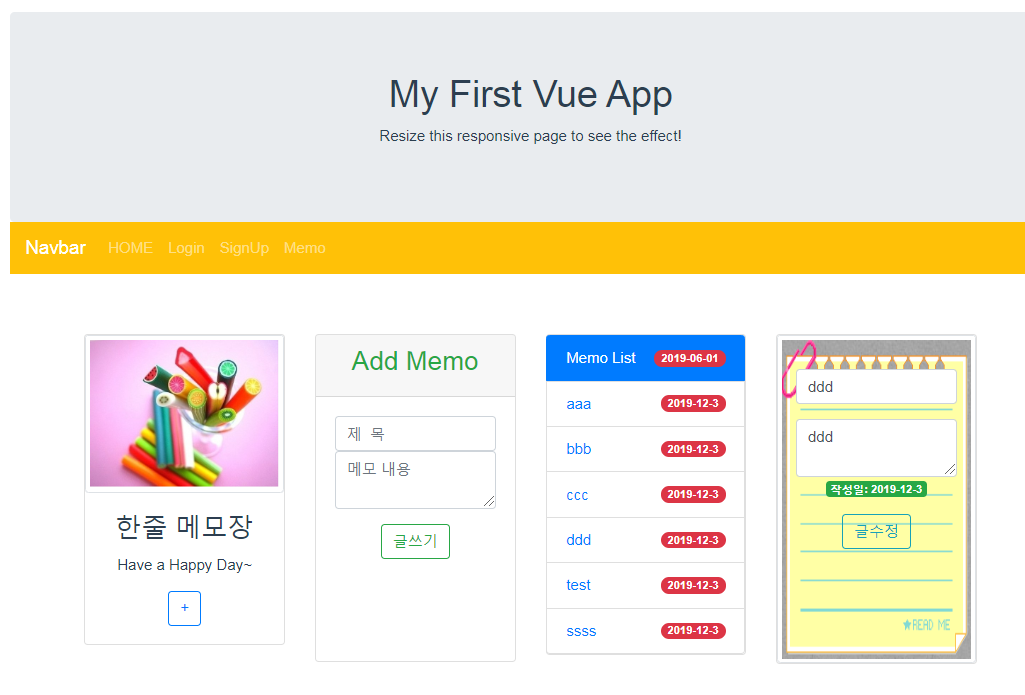 My First Vue App
Resize this responsive page to see the effect!
Navbar HOME Login SignUp Memo
한줄 메모장
Have a Happy Day~
+
Add Memo
제 목
메모 내용
글쓰기
Memo List 2019-06-01
aaa 2019-12-3
bbb 2019-12-3
ccc 2019-12-3
ddd 2019-12-3
test 2019-12-3
ssss 2019-12-3
ddd
ddd
작성일: 2019-12-3
글수정
★READ ME